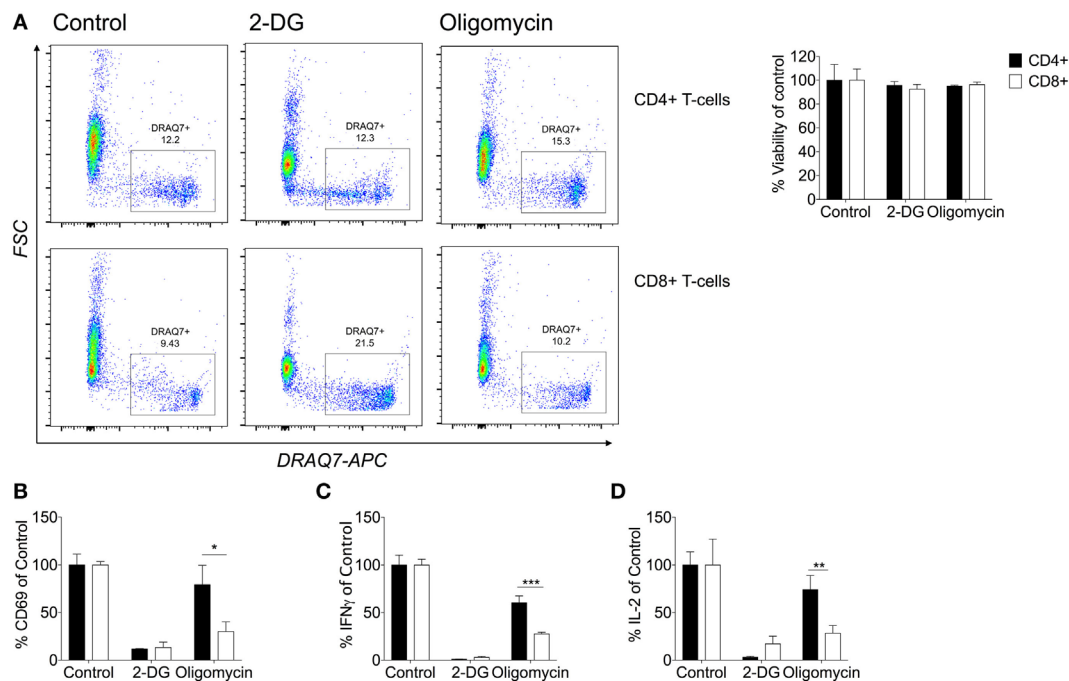 A
Control
2-DG
Oligomycin
DRAQ7+
12.2
DRAQ7+
12.3
DRAQ7+
15.3
CD4+ T-cells
DRAQ7+
9.43
DRAQ7+
21.5
DRAQ7+
10.2
CD8+ T-cells
FSC
DRAQ7-APC
% Viability of control
120
100
80
60
40
20
0
Control
2-DG
Oligomycin
CD4+
CD8+
B
% CD69 of Control
150
100
50
0
*
Control
2-DG
Oligomycin
C
% IFNγ of Control
150
100
50
0
***
Control
2-DG
Oligomycin
D
% IL-2 of Control
150
100
50
0
**
Control
2-DG
Oligomycin